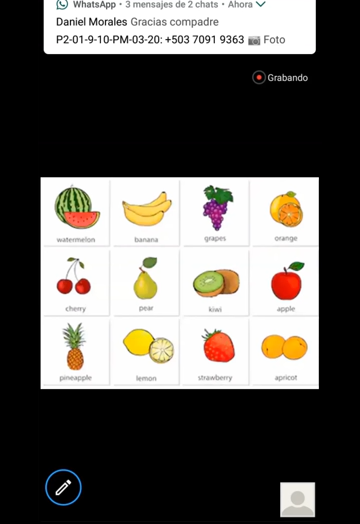 WhatsApp • 3 mensajes de 2 chats • Ahora
Daniel Morales Gracias compadre
P2-01-9-10-PM-03-20: +503 7091 9363 📷 Foto
Grabando
watermelon banana grapes orange
cherry pear kiwi apple
pineapple lemon strawberry apricot